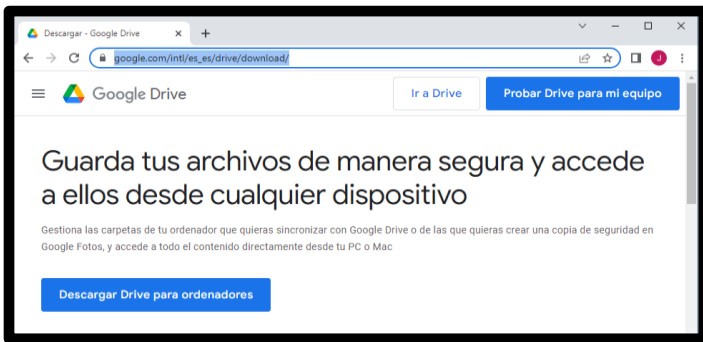 Descargar - Google Drive
google.com/intl/es_es/drive/download/
J
Google Drive
Ir a Drive
Probar Drive para mi equipo
Guarda tus archivos de manera segura y accede
a ellos desde cualquier dispositivo
Gestiona las carpetas de tu ordenador que quieras sincronizar con Google Drive o de las que quieras crear una copia de seguridad en
Google Fotos, y accede a todo el contenido directamente desde tu PC o Mac
Descargar Drive para ordenadores